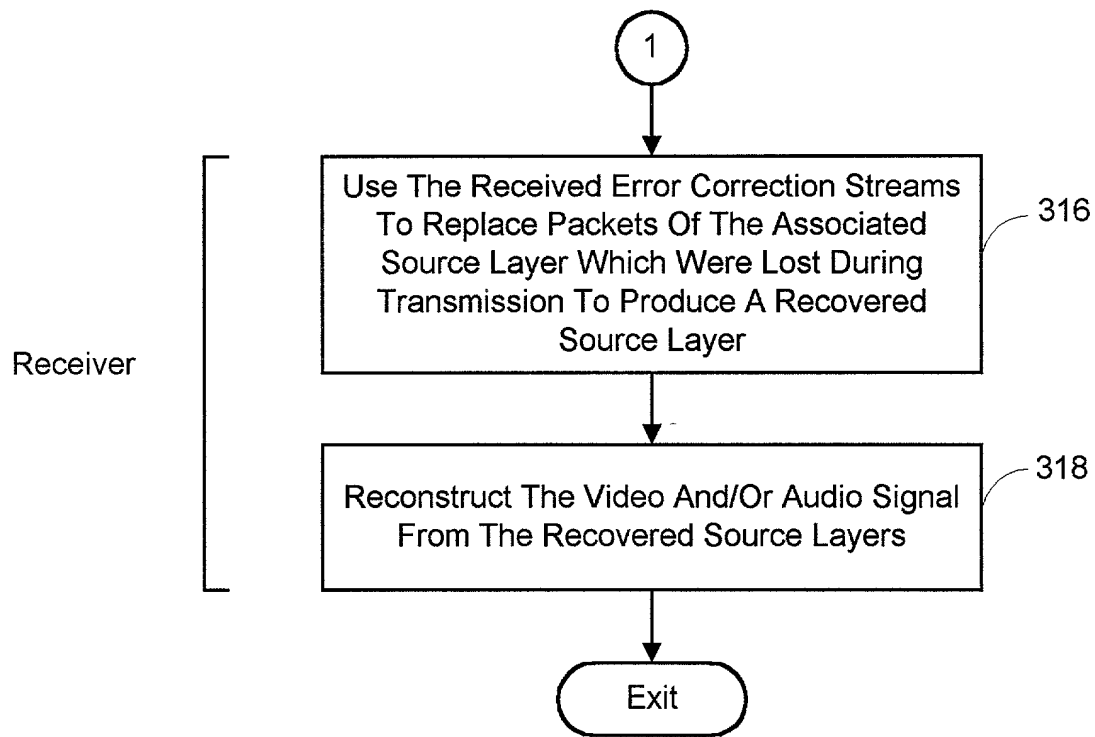 1
Use The Received Error Correction Streams
To Replace Packets Of The Associated
Source Layer Which Were Lost During
Transmission To Produce A Recovered
Source Layer
316
Receiver
318
Reconstruct The Video And/Or Audio Signal
From The Recovered Source Layers
Exit